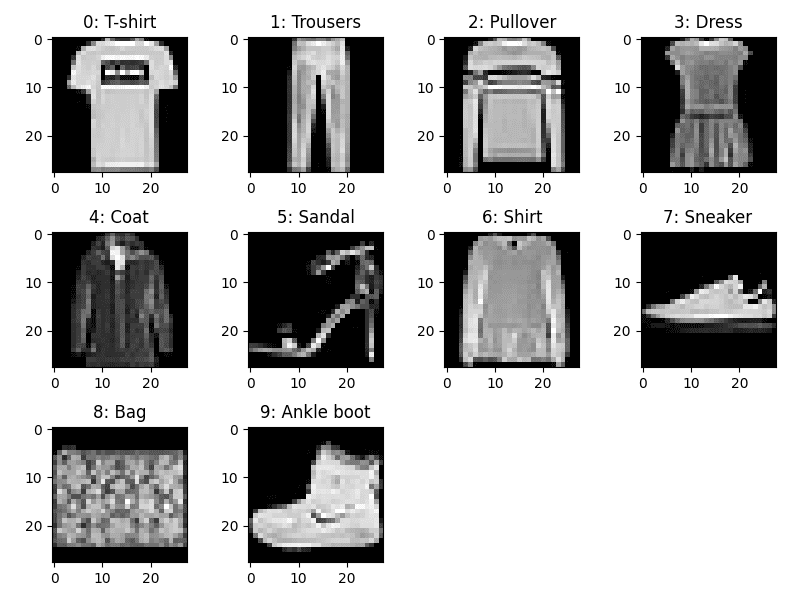 0: T-shirt 1: Trousers 2: Pullover 3: Dress
0 0 0 0
10 10 10 10
20 20 20 20
0 10 20 0 10 20 0 10 20 0 10 20
4: Coat 5: Sandal 6: Shirt 7: Sneaker
0 0 0 0
10 10 10 10
20 20 20 20
0 10 20 0 10 20 0 10 20 0 10 20
8: Bag 9: Ankle boot
0 0
10 10
20 20
0 10 20 0 10 20